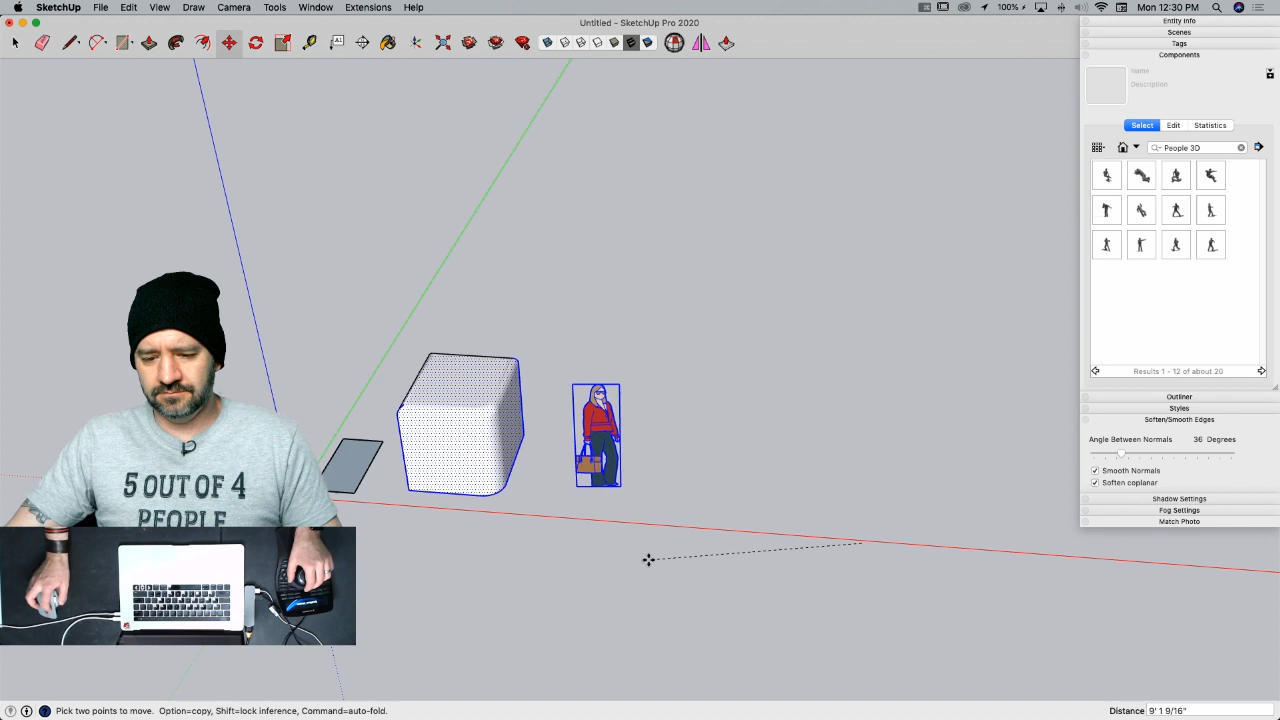 SketchUp File Edit View Camera Draw Tools Window Extensions Help
100% Mon 12:30 PM
Untitled - SketchUp Pro 2020
Entity Info
Scenes
Tags
Components
Name
Description
Select Edit Statistics
People 3D
Results 1 - 12 of about 20
Outliner
Styles
Soften/Smooth Edges
Angle Between Normals 36 Degrees
Smooth Normals
Soften coplanar
Shadow Settings
Fog Settings
Match Photo
5 OUT OF 4
PEOPLE
Pick two points to move. Option=copy, Shift=lock inference, Command=auto-fold.
Distance 9' 1 9/16"